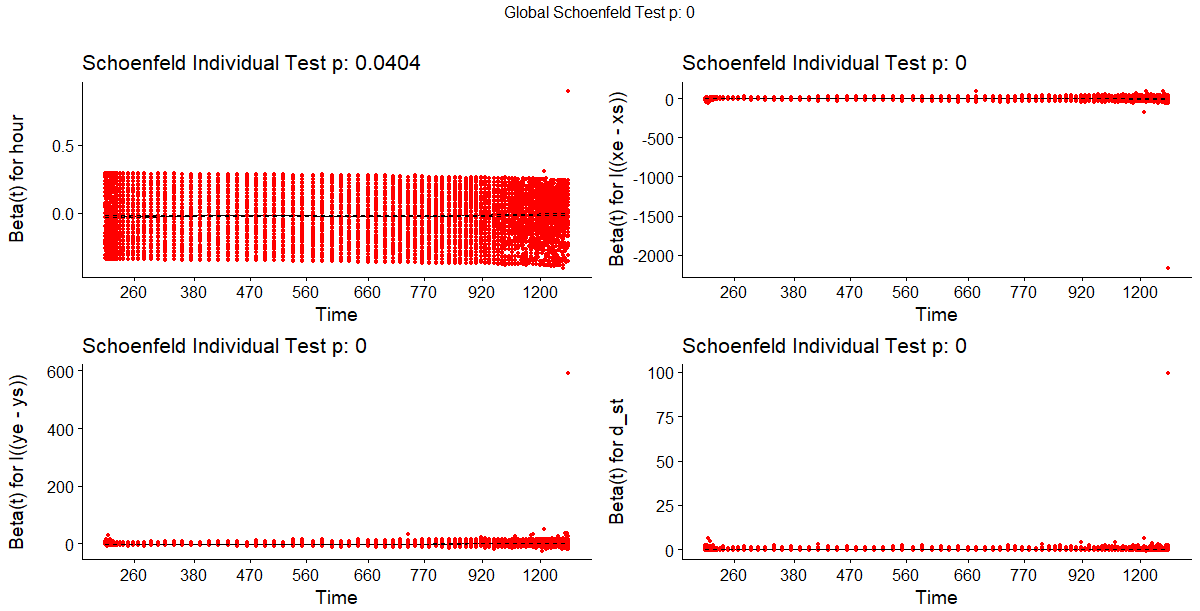 Global Schoenfeld Test p: 0
Schoenfeld Individual Test p: 0.0404
Beta(t) for hour
0.5
0.0
260 380 470 560 660 770 920 1200
Time
Schoenfeld Individual Test p: 0
Beta(t) for I((xe - xs))
0
-500
-1000
-1500
-2000
260 380 470 560 660 770 920 1200
Time
Schoenfeld Individual Test p: 0
Beta(t) for I((ye - ys))
600
400
200
0
260 380 470 560 660 770 920 1200
Time
Schoenfeld Individual Test p: 0
Beta(t) for d_st
100
75
50
25
0
260 380 470 560 660 770 920 1200
Time